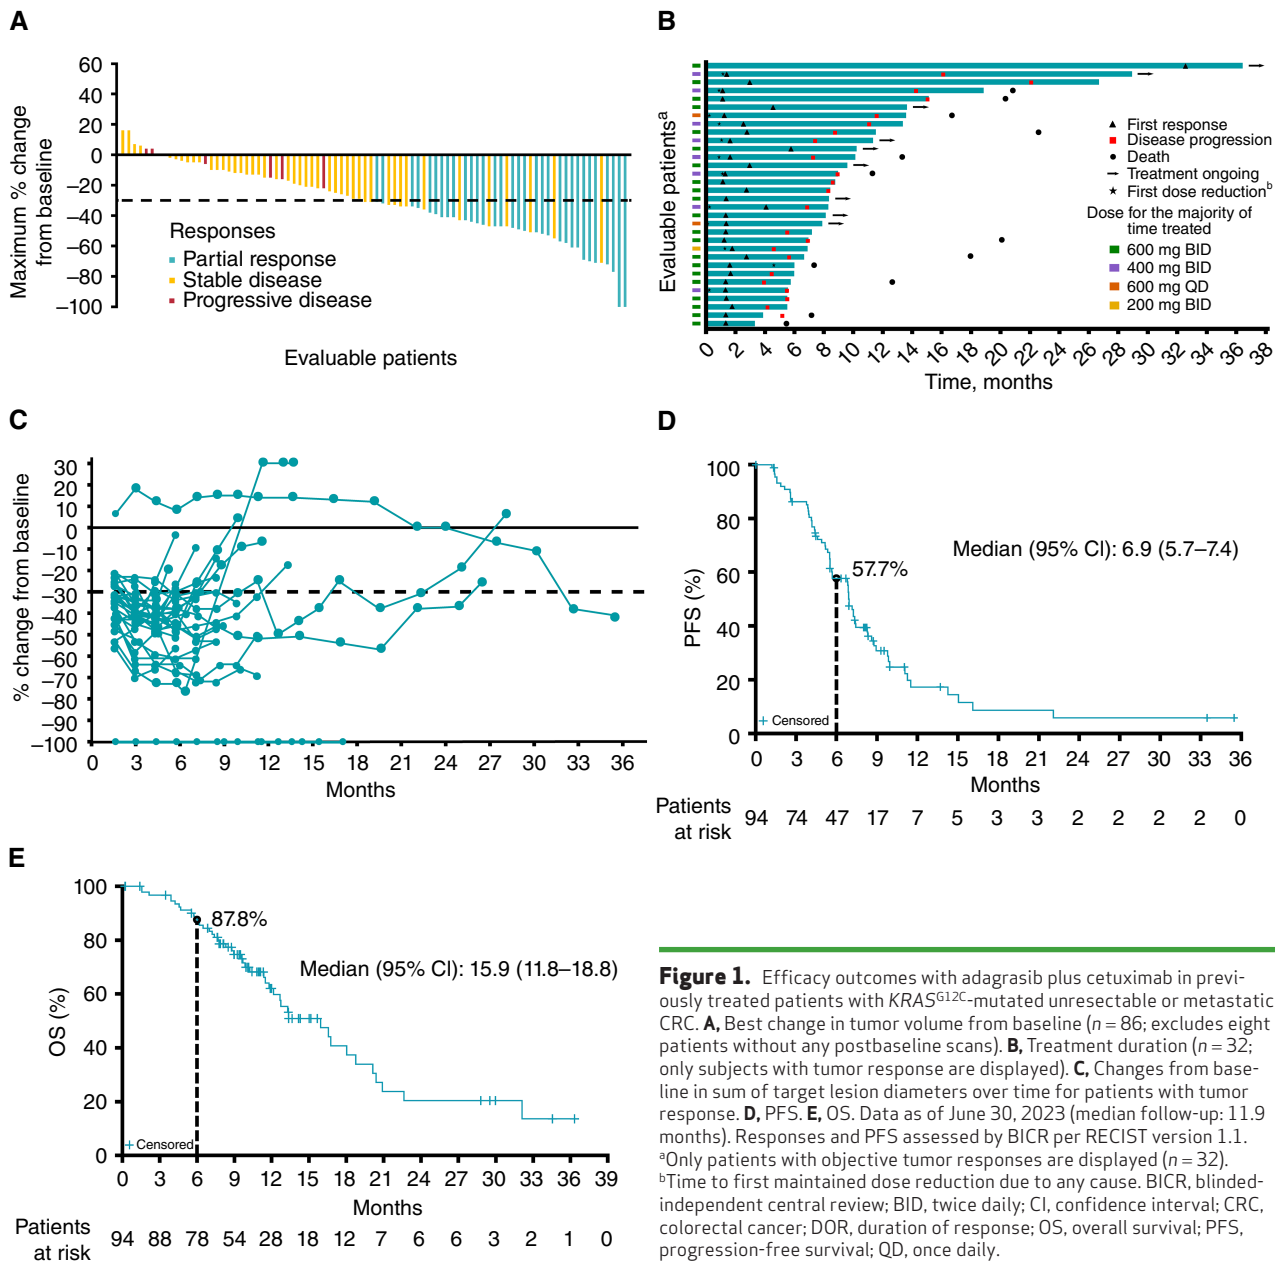 A
60
40
20
0
–20
–40
–60
–80
–100
Maximum % change
from baseline
Responses
Partial response
Stable disease
Progressive disease
Evaluable patients
B
Evaluable patientsᵃ
First response
Disease progression
Death
Treatment ongoing
First dose reductionᵇ
Dose for the majority of
time treated
600 mg BID
400 mg BID
600 mg QD
200 mg BID
0 2 4 6 8 10 12 14 16 18 20 22 24 26 28 30 32 34 36 38
Time, months
C
30
20
10
0
–10
–20
–30
–40
–50
–60
–70
–80
–90
–100
% change from baseline
0 3 6 9 12 15 18 21 24 27 30 33 36
Months
D
100
80
60
40
20
0
PFS (%)
57.7%
Median (95% CI): 6.9 (5.7–7.4)
Censored
0 3 6 9 12 15 18 21 24 27 30 33 36
Months
Patients
at risk
94 74 47 17 7 5 3 3 2 2 2 2 0
E
100
80
60
40
20
0
OS (%)
87.8%
Median (95% CI): 15.9 (11.8–18.8)
Censored
0 3 6 9 12 15 18 21 24 27 30 33 36 39
Months
Patients
at risk
94 88 78 54 28 18 12 7 6 6 3 2 1 0
Figure 1. Efficacy outcomes with adagrasib plus cetuximab in previ-
ously treated patients with KRASᴳ¹²ᶜ-mutated unresectable or metastatic
CRC. A, Best change in tumor volume from baseline (n = 86; excludes eight
patients without any postbaseline scans). B, Treatment duration (n = 32;
only subjects with tumor response are displayed). C, Changes from base-
line in sum of target lesion diameters over time for patients with tumor
response. D, PFS. E, OS. Data as of June 30, 2023 (median follow-up: 11.9
months). Responses and PFS assessed by BICR per RECIST version 1.1.
ᵃOnly patients with objective tumor responses are displayed (n = 32).
ᵇTime to first maintained dose reduction due to any cause. BICR, blinded-
independent central review; BID, twice daily; CI, confidence interval; CRC,
colorectal cancer; DOR, duration of response; OS, overall survival; PFS,
progression-free survival; QD, once daily.